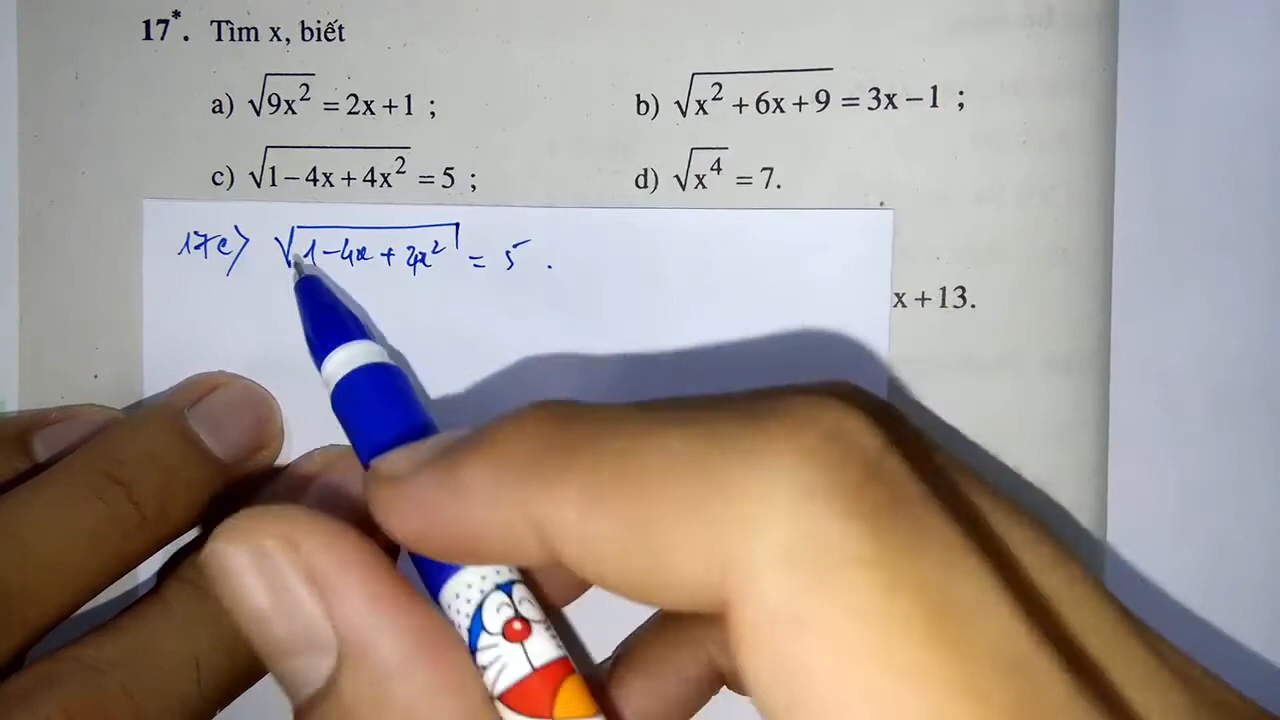 17*. Tìm x, biết
a) √9x² = 2x+1 ; b) √x² + 6x + 9 = 3x − 1 ;
c) √1 − 4x + 4x² = 5 ; d) √x⁴ = 7.
17c) √1 − 4x + 4x² = 5 .
x + 13.